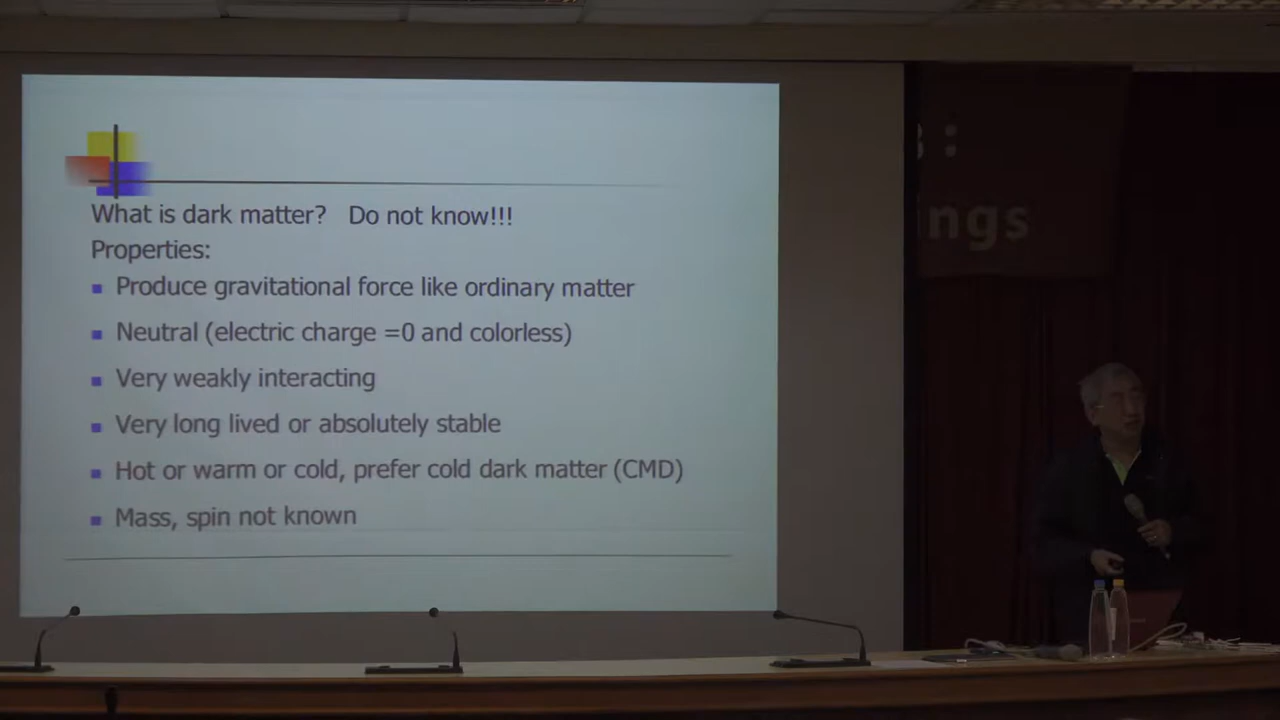 What is dark matter? Do not know!!!
Properties:
Produce gravitational force like ordinary matter
Neutral (electric charge =0 and colorless)
Very weakly interacting
Very long lived or absolutely stable
Hot or warm or cold, prefer cold dark matter (CMD)
Mass, spin not known
ngs